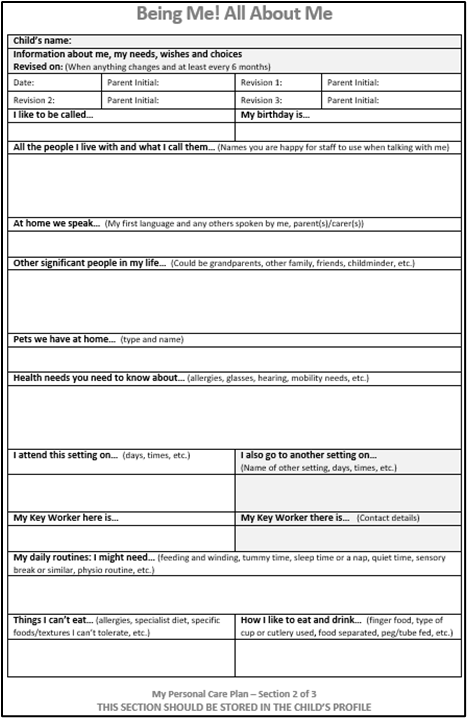 Being Me! All About Me
Child's name:
Information about me, my needs, wishes and choices
Revised on: (When anything changes and at least every 6 months)
Date: Parent Initial: Revision 1: Parent Initial:
Revision 2: Parent Initial: Revision 3: Parent Initial:
I like to be called... My birthday is...
All the people I live with and what I call them... (Names you are happy for staff to use when talking with me)
At home we speak... (My first language and any others spoken by me, parent(s)/carer(s))
Other significant people in my life... (Could be grandparents, other family, friends, childminder, etc.)
Pets we have at home... (type and name)
Health needs you need to know about... (allergies, glasses, hearing, mobility needs, etc.)
I attend this setting on... (days, times, etc.)
I also go to another setting on...
(Name of other setting, days, times, etc.)
My Key Worker here is... My Key Worker there is... (Contact details)
My daily routines: I might need... (feeding and winding, tummy time, sleep time or a nap, quiet time, sensory
break or similar, physio routine, etc.)
Things I can't eat... (allergies, specialist diet, specific
foods/textures I can't tolerate, etc.)
How I like to eat and drink... (finger food, type of
cup or cutlery used, food separated, peg/tube fed, etc.)
My Personal Care Plan – Section 2 of 3
THIS SECTION SHOULD BE STORED IN THE CHILD'S PROFILE